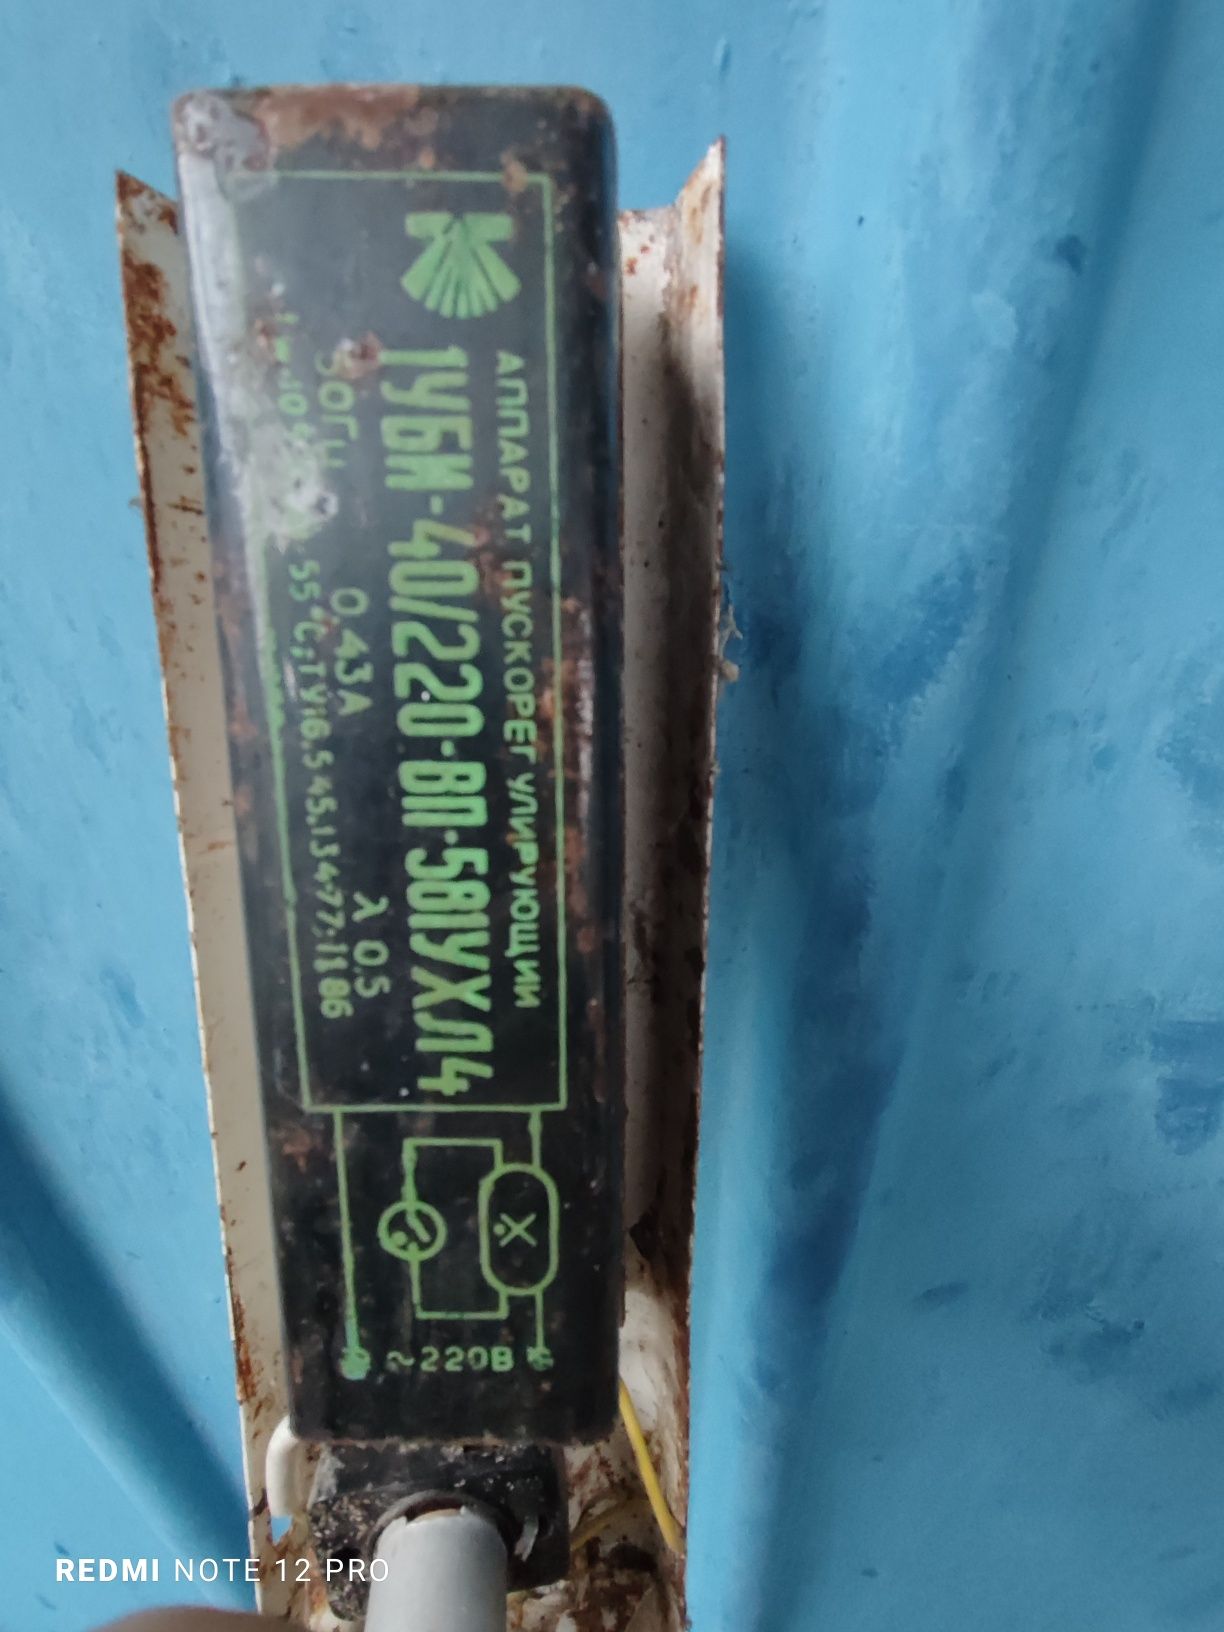 АППАРАТ ПУСКОРЕГУЛИРУЮЩИЙ
1УБИ-40/220-ВП-581УХЛ4
50ГЦ 0,43А λ 0,5
55°С; ТУ16.545.134-77;
~220В
REDMI NOTE 12 PRO